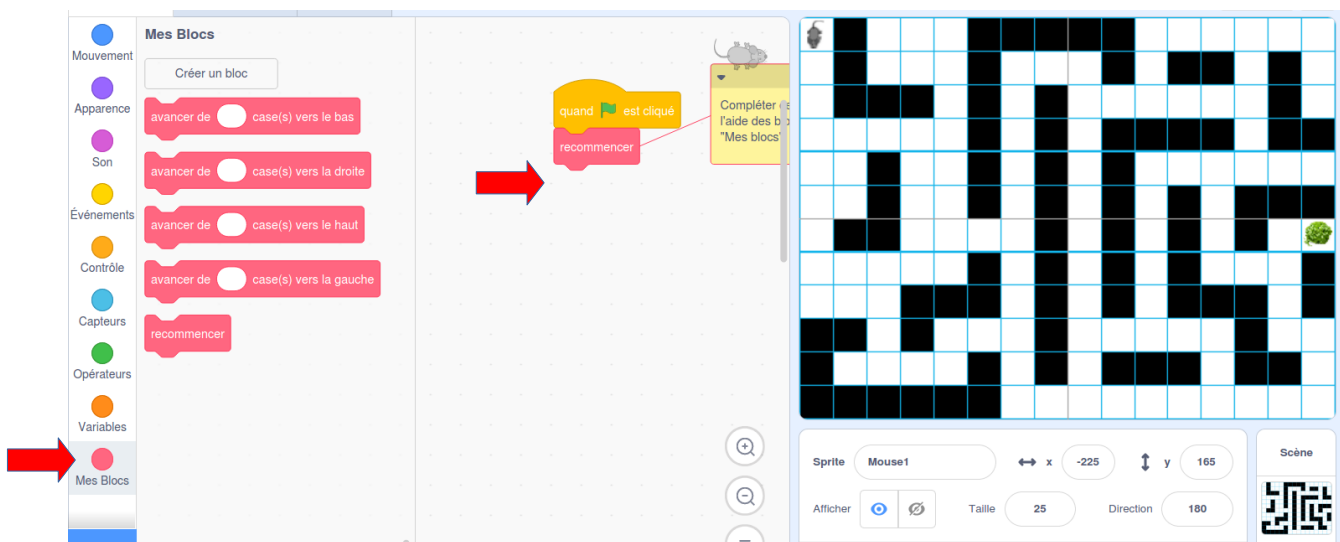 Mouvement
Apparence
Son
Événements
Contrôle
Capteurs
Opérateurs
Variables
Mes Blocs
Mes Blocs
Créer un bloc
avancer de case(s) vers le bas
avancer de case(s) vers la droite
avancer de case(s) vers le haut
avancer de case(s) vers la gauche
recommencer
quand est cliqué
recommencer
Compléter
l'aide des
"Mes blocs"
Sprite Mouse1 x -225 y 165
Afficher Taille 25 Direction 180
Scène